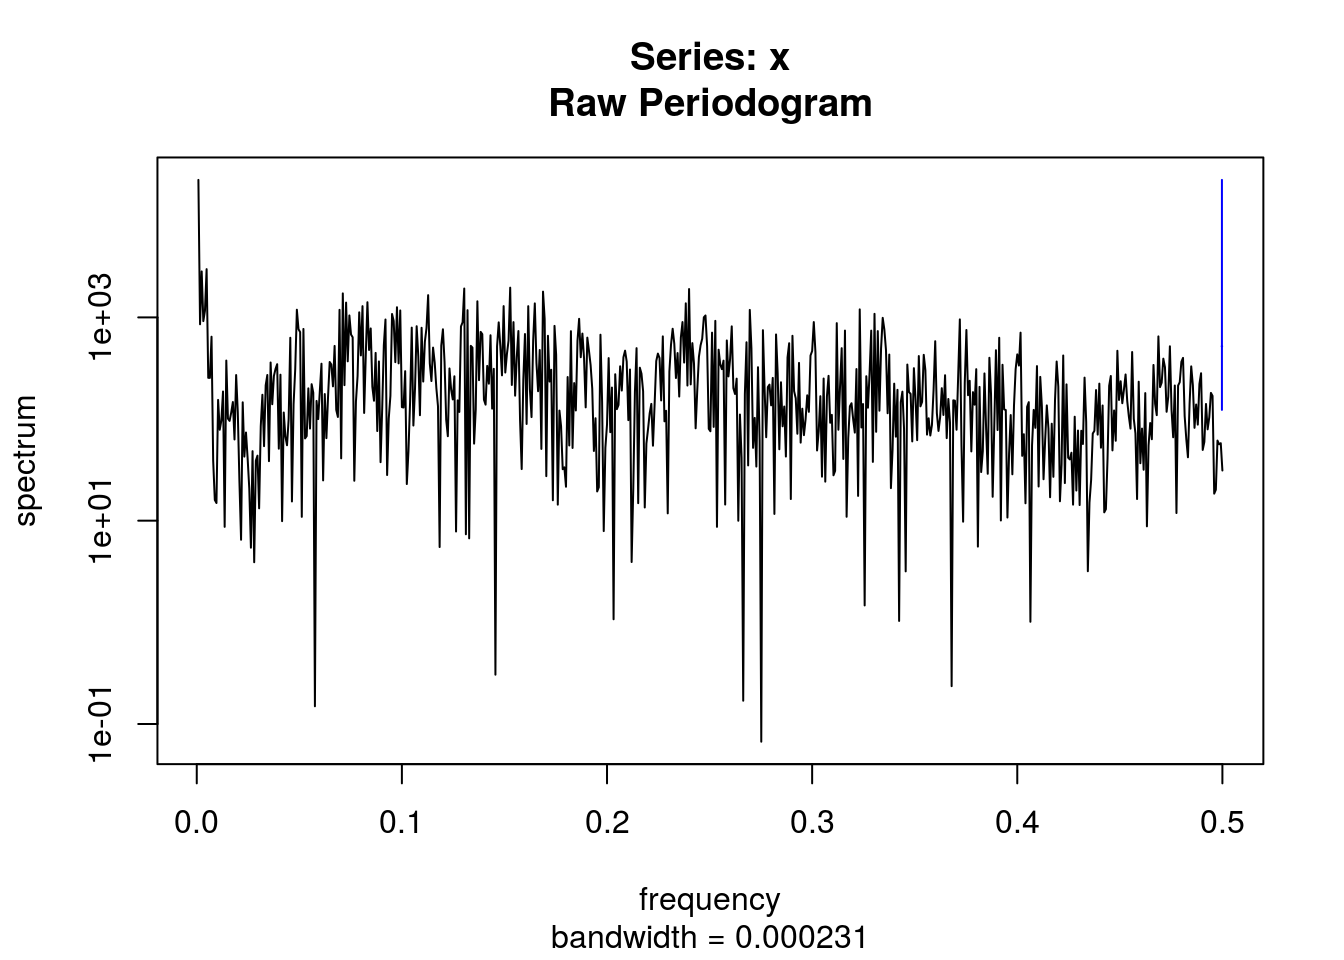 Series: x
Raw Periodogram
spectrum
1e+03
1e+01
1e-01
0.0 0.1 0.2 0.3 0.4 0.5
frequency
bandwidth = 0.000231